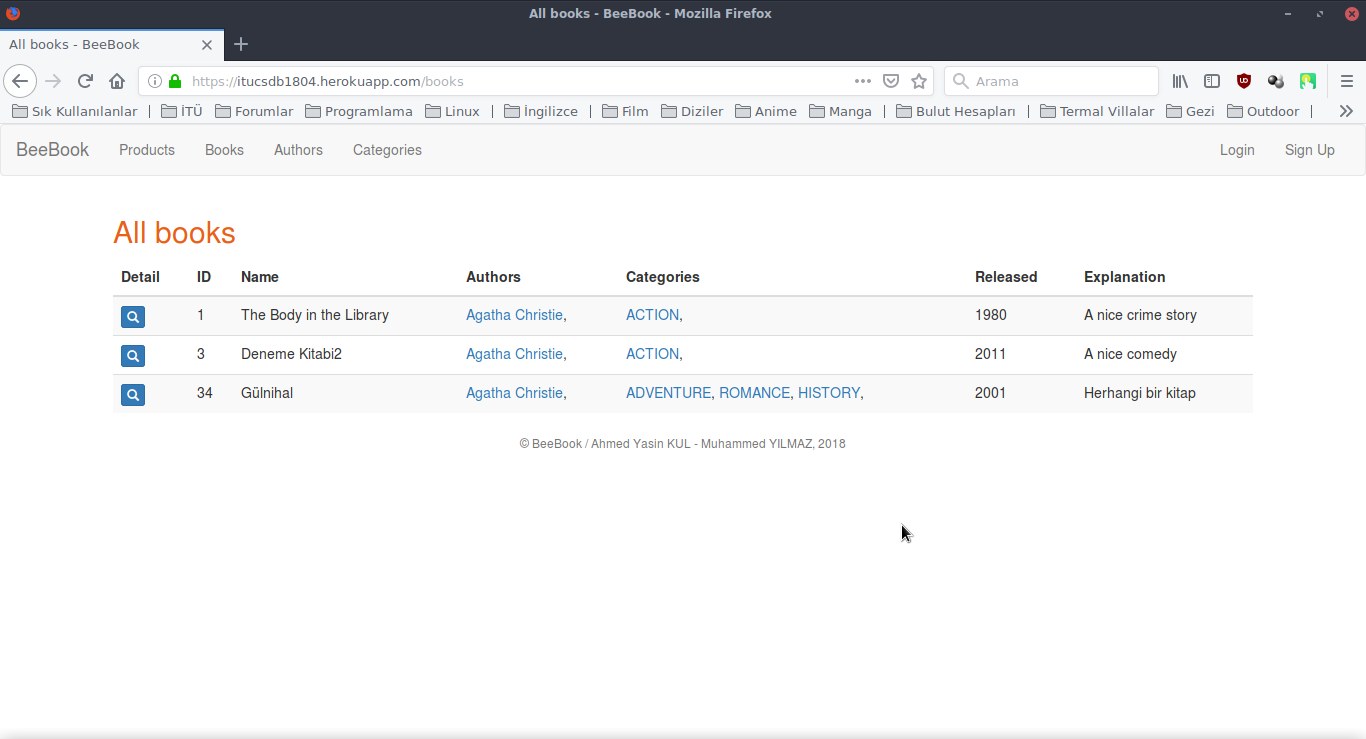 All books - BeeBook - Mozilla Firefox
All books - BeeBook
https://itucsdb1804.herokuapp.com/books Arama
Sık Kullanılanlar | İTÜ Forumlar Programlama Linux | İngilizce | Film Diziler Anime Manga | Bulut Hesapları | Termal Villalar Gezi Outdoor |
BeeBook Products Books Authors Categories Login Sign Up
All books
Detail ID Name Authors Categories Released Explanation
1 The Body in the Library Agatha Christie, ACTION, 1980 A nice crime story
3 Deneme Kitabi2 Agatha Christie, ACTION, 2011 A nice comedy
34 Gülnihal Agatha Christie, ADVENTURE, ROMANCE, HISTORY, 2001 Herhangi bir kitap
© BeeBook / Ahmed Yasin KUL - Muhammed YILMAZ, 2018